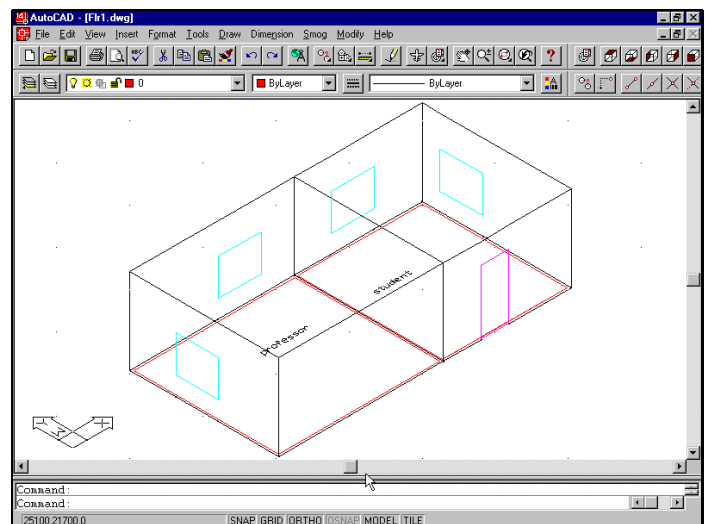 AutoCAD - [Flr1.dwg]
File Edit View Insert Format Tools Draw Dimension Smog Modify Help
0 ByLayer ByLayer
student
professor
Y X W
Command:
Command:
25100,21700,0 SNAP GRID ORTHO OSNAP MODEL TILE